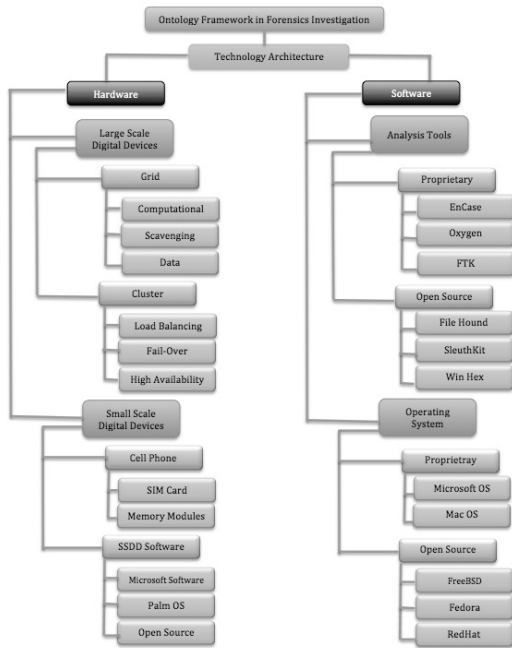 Ontology Framework in Forensics Investigation
Technology Architecture
Hardware
Large Scale
Digital Devices
Grid
Computational
Scavenging
Data
Cluster
Load Balancing
Fail-Over
High Availability
Small Scale
Digital Devices
Cell Phone
SIM Card
Memory Modules
SSDD Software
Microsoft Software
Palm OS
Open Source
Software
Analysis Tools
Proprietary
EnCase
Oxygen
FTK
Open Source
File Hound
SleuthKit
Win Hex
Operating
System
Proprietray
Microsoft OS
Mac OS
Open Source
FreeBSD
Fedora
RedHat